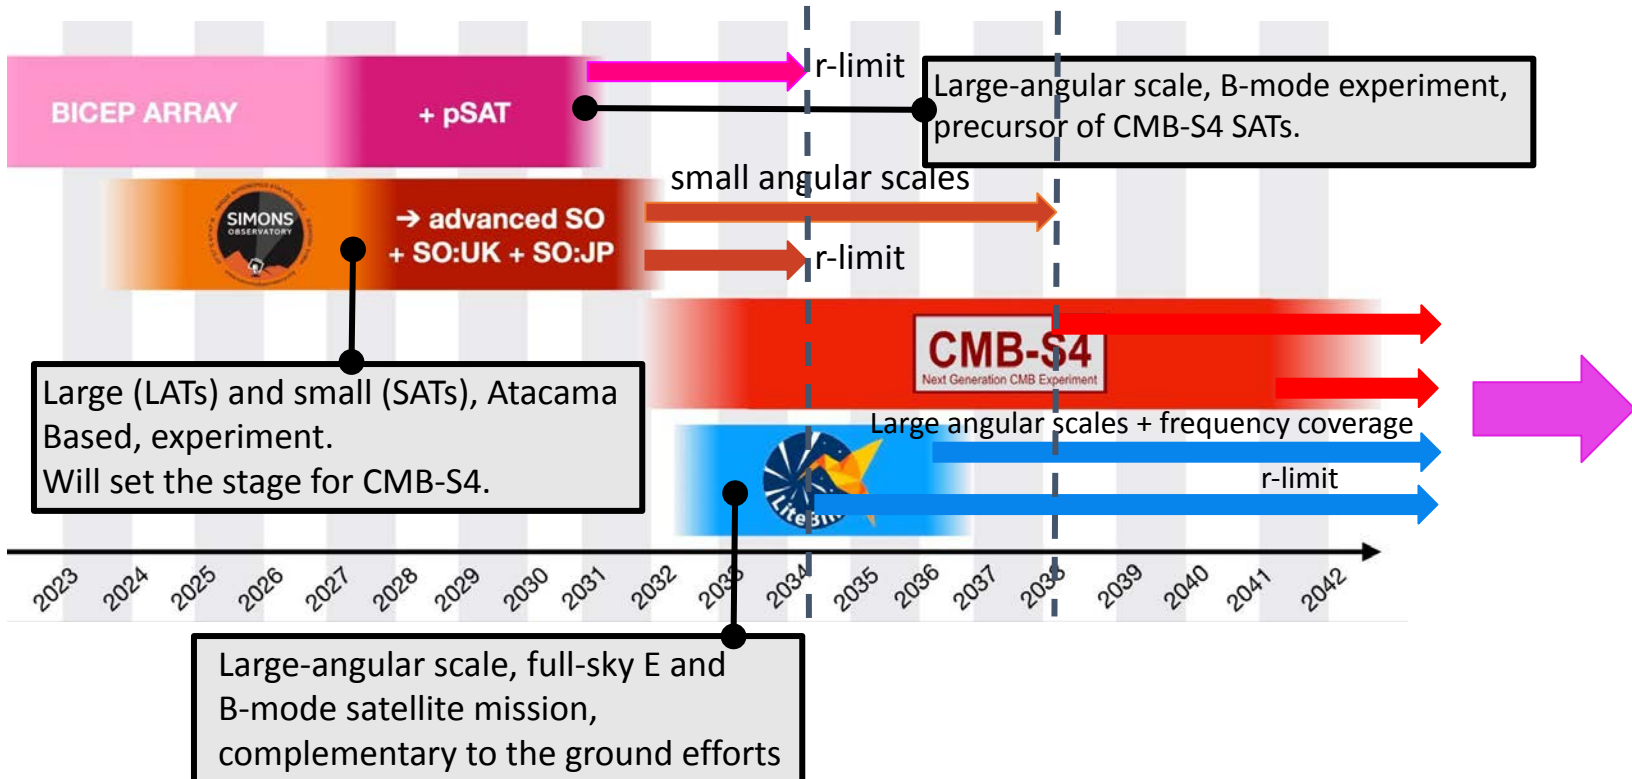 BICEP ARRAY
+ pSAT
r-limit
Large-angular scale, B-mode experiment,
precursor of CMB-S4 SATs.
small angular scales
SIMONS
OBSERVATORY
→ advanced SO
+ SO:UK + SO:JP
r-limit
CMB-S4
Next Generation CMB Experiment
Large (LATs) and small (SATs), Atacama
Based, experiment.
Will set the stage for CMB-S4.
Large angular scales + frequency coverage
r-limit
2023 2024 2025 2026 2027 2028 2029 2030 2031 2032 2033 2034 2035 2036 2037 2038 2039 2040 2041 2042
Large-angular scale, full-sky E and
B-mode satellite mission,
complementary to the ground efforts